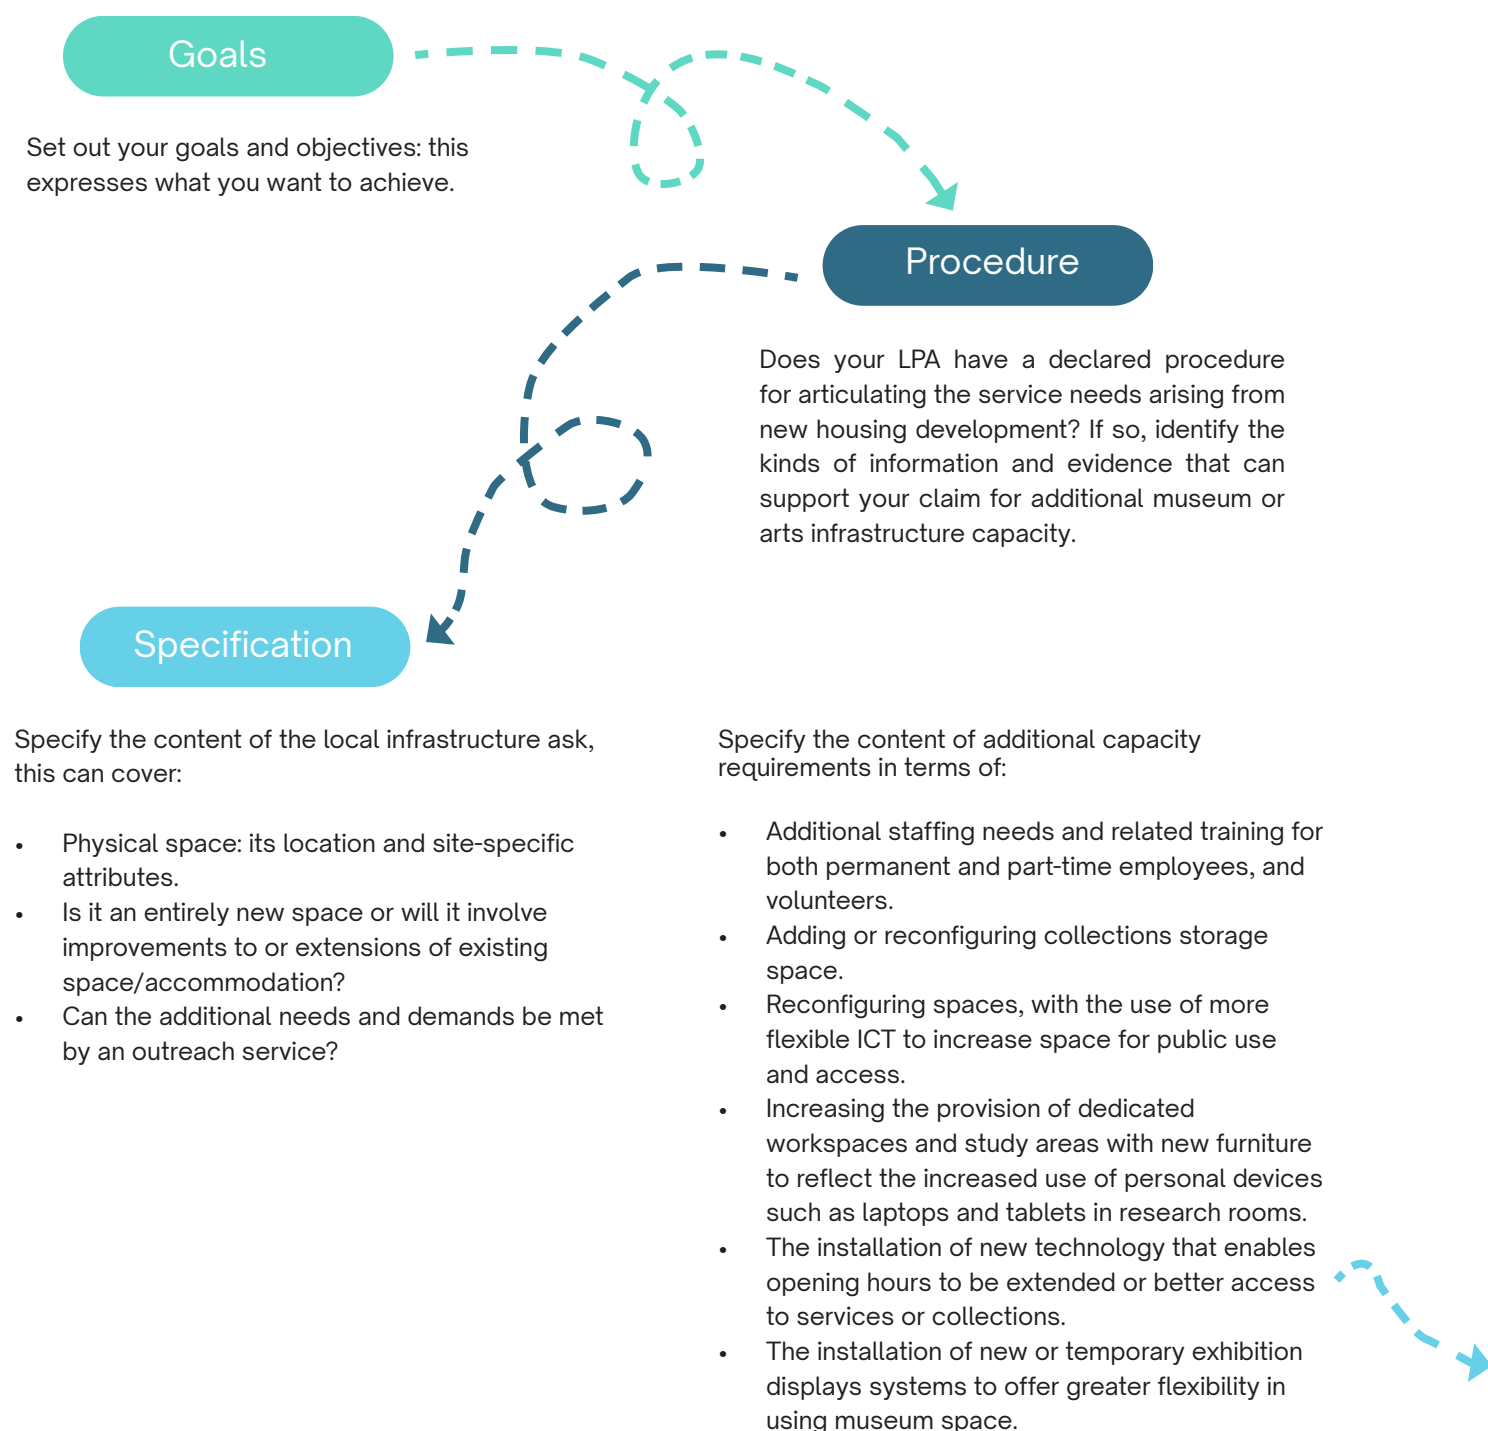 Goals
Set out your goals and objectives: this
expresses what you want to achieve.
Procedure
Does your LPA have a declared procedure
for articulating the service needs arising from
new housing development? If so, identify the
kinds of information and evidence that can
support your claim for additional museum or
arts infrastructure capacity.
Specification
Specify the content of the local infrastructure ask,
this can cover:
• Physical space: its location and site-specific
attributes.
• Is it an entirely new space or will it involve
improvements to or extensions of existing
space/accommodation?
• Can the additional needs and demands be met
by an outreach service?
Specify the content of additional capacity
requirements in terms of:
• Additional staffing needs and related training for
both permanent and part-time employees, and
volunteers.
• Adding or reconfiguring collections storage
space.
• Reconfiguring spaces, with the use of more
flexible ICT to increase space for public use
and access.
• Increasing the provision of dedicated
workspaces and study areas with new furniture
to reflect the increased use of personal devices
such as laptops and tablets in research rooms.
• The installation of new technology that enables
opening hours to be extended or better access
to services or collections.
• The installation of new or temporary exhibition
displays systems to offer greater flexibility in
using museum space.